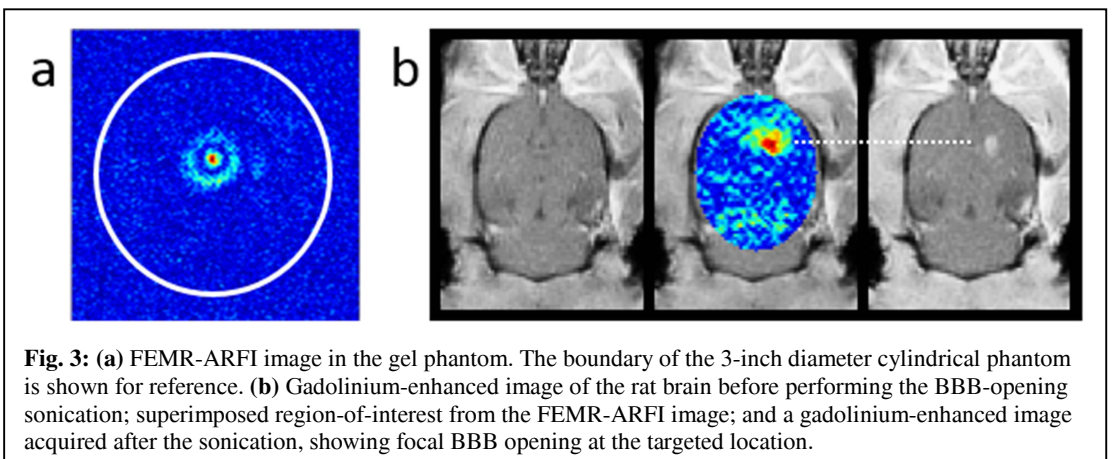 a
b
Fig. 3: (a) FEMR-ARFI image in the gel phantom. The boundary of the 3-inch diameter cylindrical phantom
is shown for reference. (b) Gadolinium-enhanced image of the rat brain before performing the BBB-opening
sonication; superimposed region-of-interest from the FEMR-ARFI image; and a gadolinium-enhanced image
acquired after the sonication, showing focal BBB opening at the targeted location.